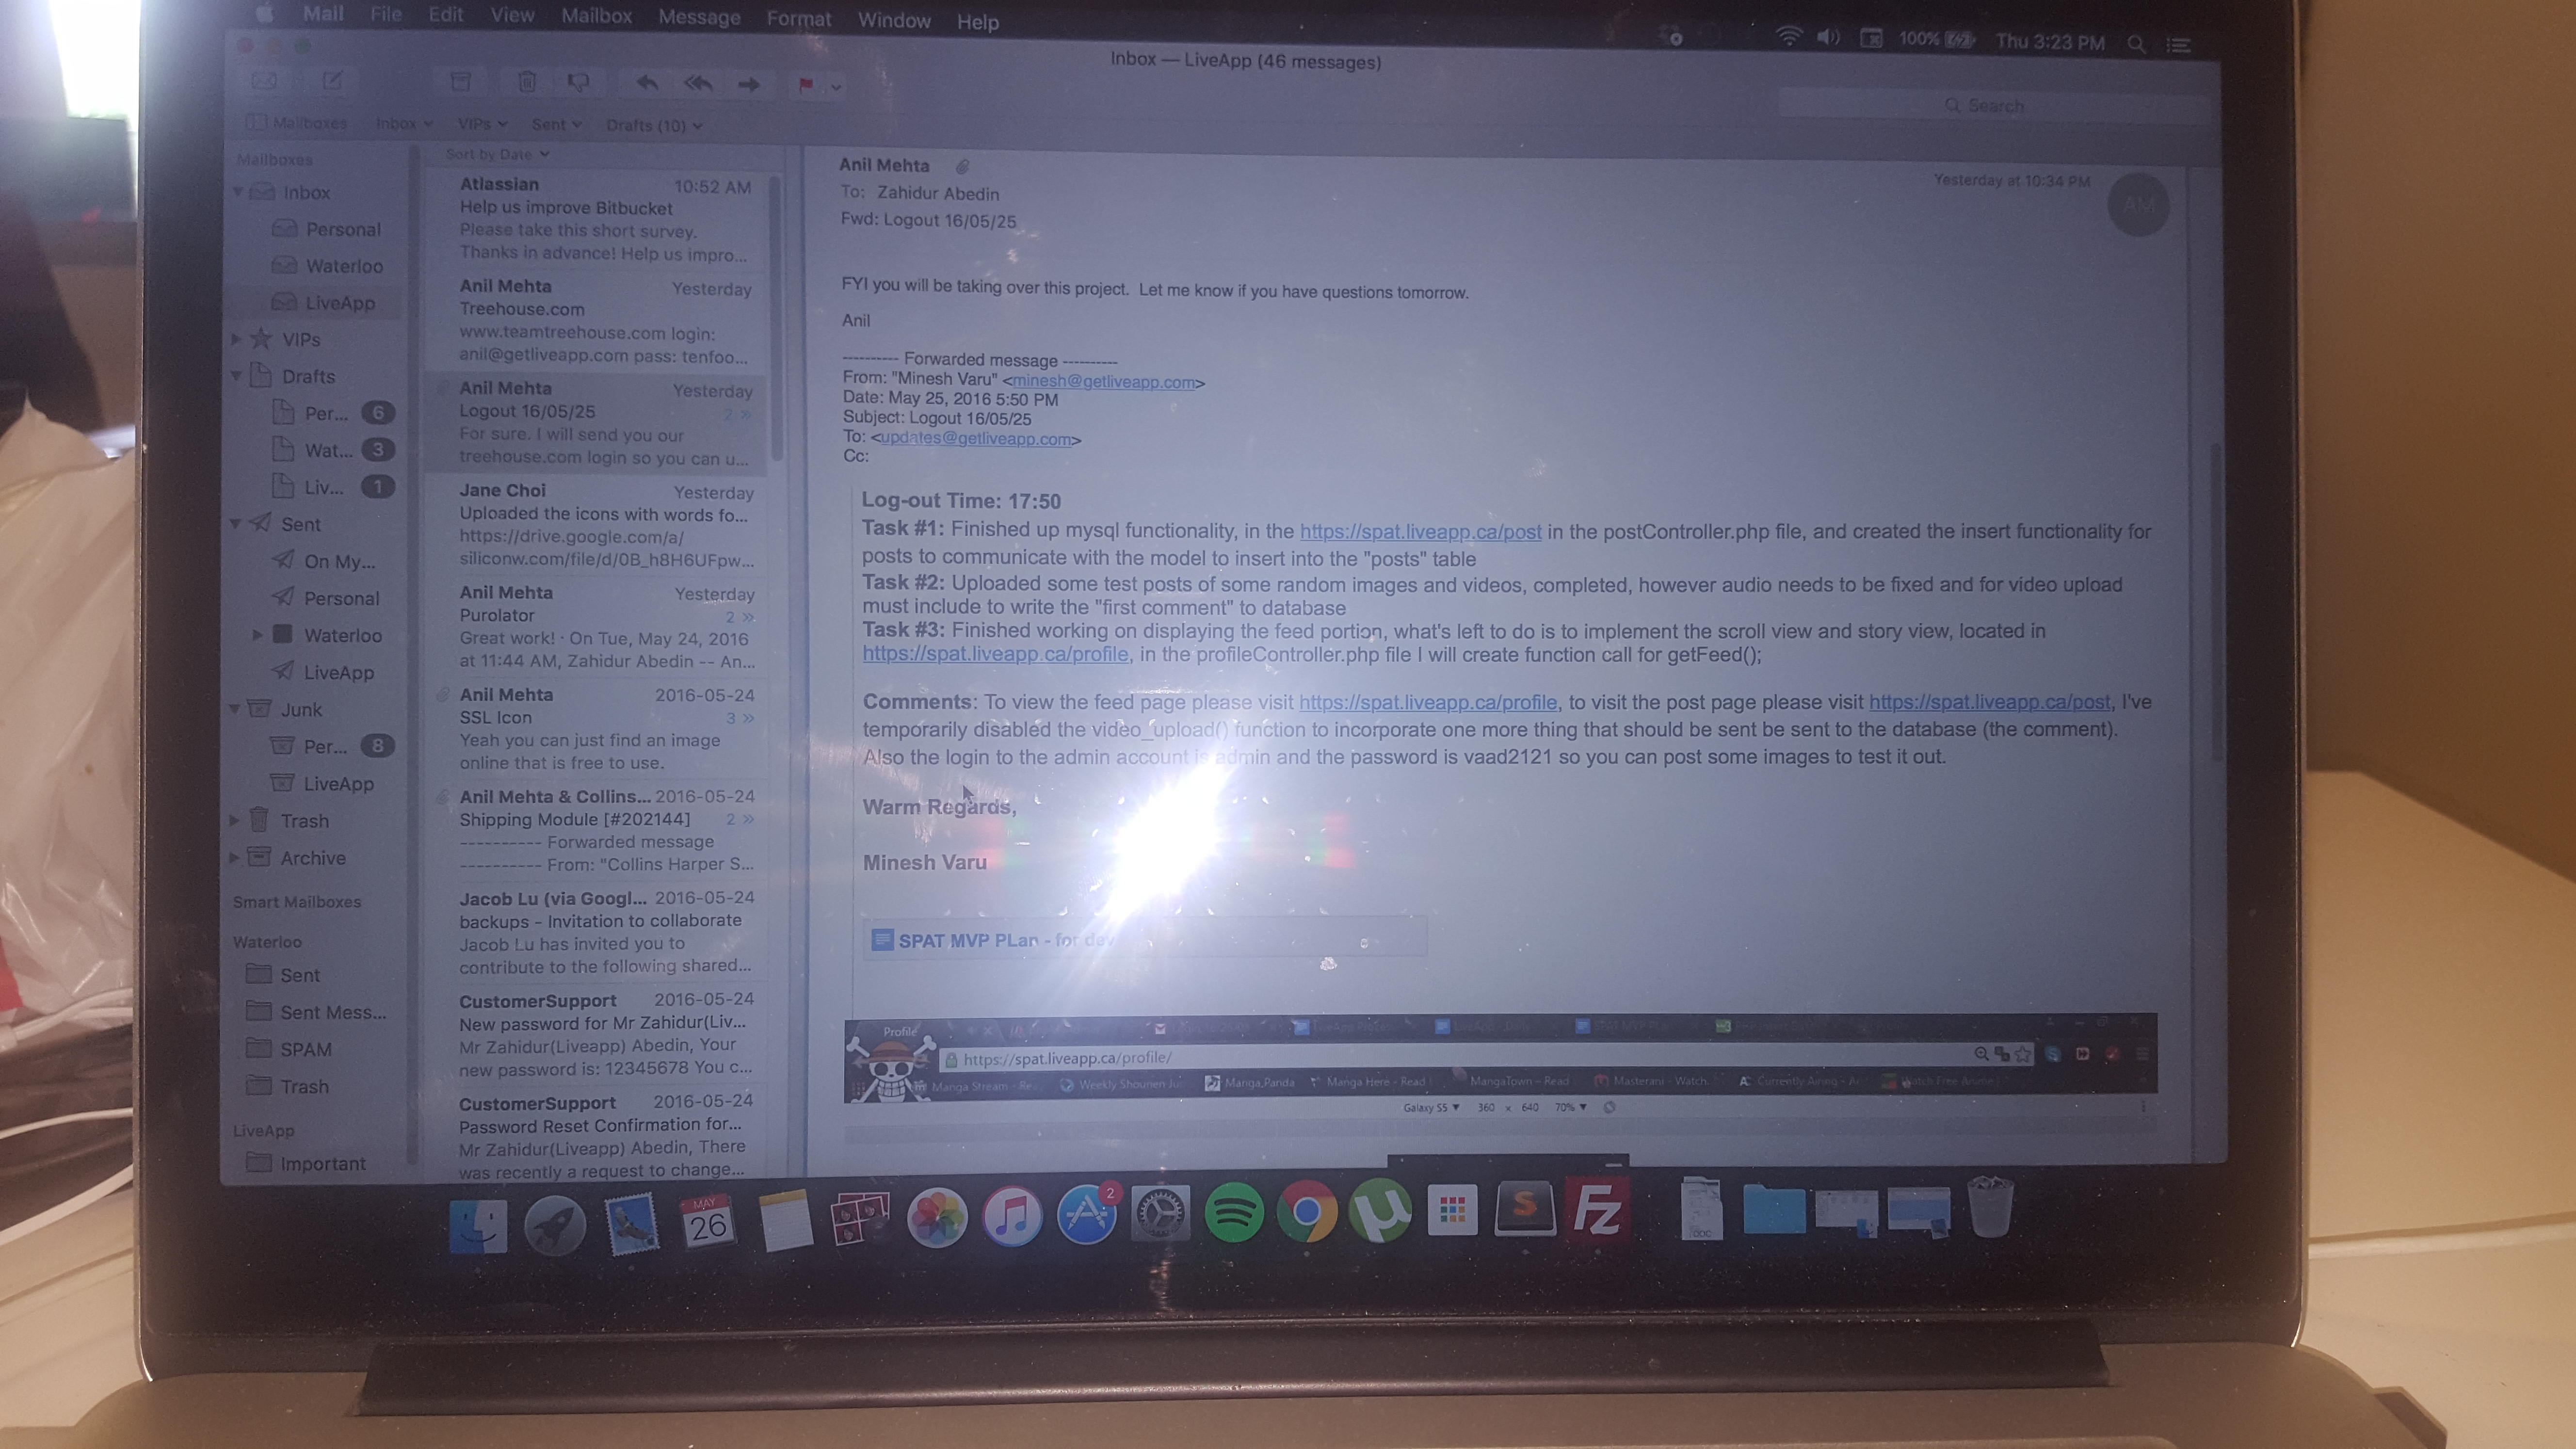 Mail File Edit View Mailbox Message Format Window Help
100% Thu 3:23 PM
Inbox — LiveApp (46 messages)
Search
Mailboxes Inbox VIPs Sent Drafts (10)
Mailboxes
Inbox
Personal
Waterloo
LiveApp
VIPs
Drafts
Per... 6
Wat... 3
Liv... 1
Sent
On My...
Personal
Waterloo
LiveApp
Junk
Per... 8
LiveApp
Trash
Archive
Smart Mailboxes
Waterloo
Sent
Sent Mess...
SPAM
Trash
LiveApp
Important
Sort by Date
Atlassian 10:52 AM
Help us improve Bitbucket
Please take this short survey.
Thanks in advance! Help us impro...
Anil Mehta Yesterday
Treehouse.com
www.teamtreehouse.com login:
anil@getliveapp.com pass: tenfoo...
Anil Mehta Yesterday
Logout 16/05/25 2 »
For sure. I will send you our
treehouse.com login so you can u...
Jane Choi Yesterday
Uploaded the icons with words fo...
https://drive.google.com/a/
siliconw.com/file/d/0B_h8H6UFpw...
Anil Mehta Yesterday
Purolator 2 »
Great work! · On Tue, May 24, 2016
at 11:44 AM, Zahidur Abedin -- An...
Anil Mehta 2016-05-24
SSL Icon 3 »
Yeah you can just find an image
online that is free to use.
Anil Mehta & Collins... 2016-05-24
Shipping Module [#202144] 2 »
---------- Forwarded message
---------- From: "Collins Harper S...
Jacob Lu (via Googl... 2016-05-24
backups - Invitation to collaborate
Jacob Lu has invited you to
contribute to the following shared...
CustomerSupport 2016-05-24
New password for Mr Zahidur(Liv...
Mr Zahidur(Liveapp) Abedin, Your
new password is: 12345678 You c...
CustomerSupport 2016-05-24
Password Reset Confirmation for...
Mr Zahidur(Liveapp) Abedin, There
was recently a request to change...
Anil Mehta
Yesterday at 10:34 PM
AM
To: Zahidur Abedin
Fwd: Logout 16/05/25
FYI you will be taking over this project. Let me know if you have questions tomorrow.
Anil
---------- Forwarded message ----------
From: "Minesh Varu" <minesh@getliveapp.com>
Date: May 25, 2016 5:50 PM
Subject: Logout 16/05/25
To: <updates@getliveapp.com>
Cc:
Log-out Time: 17:50
Task #1: Finished up mysql functionality, in the https://spat.liveapp.ca/post in the postController.php file, and created the insert functionality for
posts to communicate with the model to insert into the "posts" table
Task #2: Uploaded some test posts of some random images and videos, completed, however audio needs to be fixed and for video upload
must include to write the "first comment" to database
Task #3: Finished working on displaying the feed portion, what's left to do is to implement the scroll view and story view, located in
https://spat.liveapp.ca/profile, in the profileController.php file I will create function call for getFeed();
Comments: To view the feed page please visit https://spat.liveapp.ca/profile, to visit the post page please visit https://spat.liveapp.ca/post, I've
temporarily disabled the video_upload() function to incorporate one more thing that should be sent be sent to the database (the comment).
Also the login to the admin account is admin and the password is vaad2121 so you can post some images to test it out.
Warm Regards,
Minesh Varu
SPAT MVP PLan - for dev
Profile
https://spat.liveapp.ca/profile/
Manga Stream - Rea... Weekly Shounen Ju... Manga_Panda Manga Here - Read MangaTown - Read Masterani - Watch Currently Airing - Watch Free Anime
Galaxy S5 360 x 640 70%
MAY
26
2
S
Fz
DOC